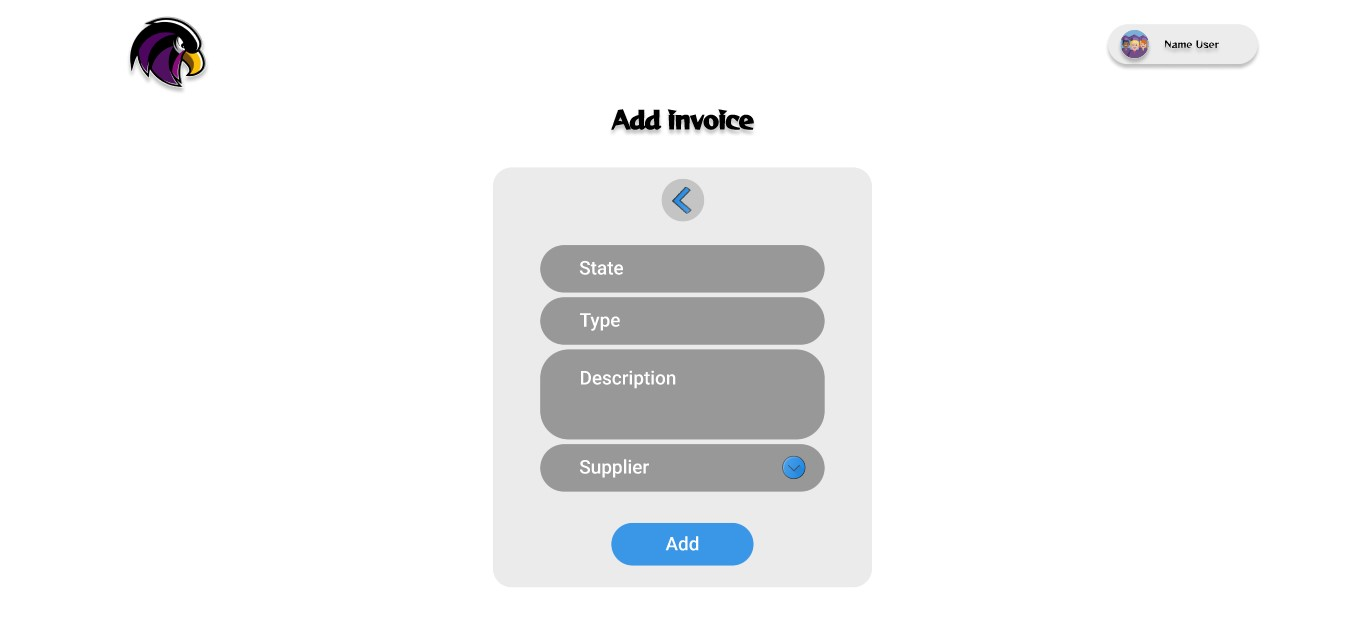 Name User
Add invoice
State
Type
Description
Supplier
Add